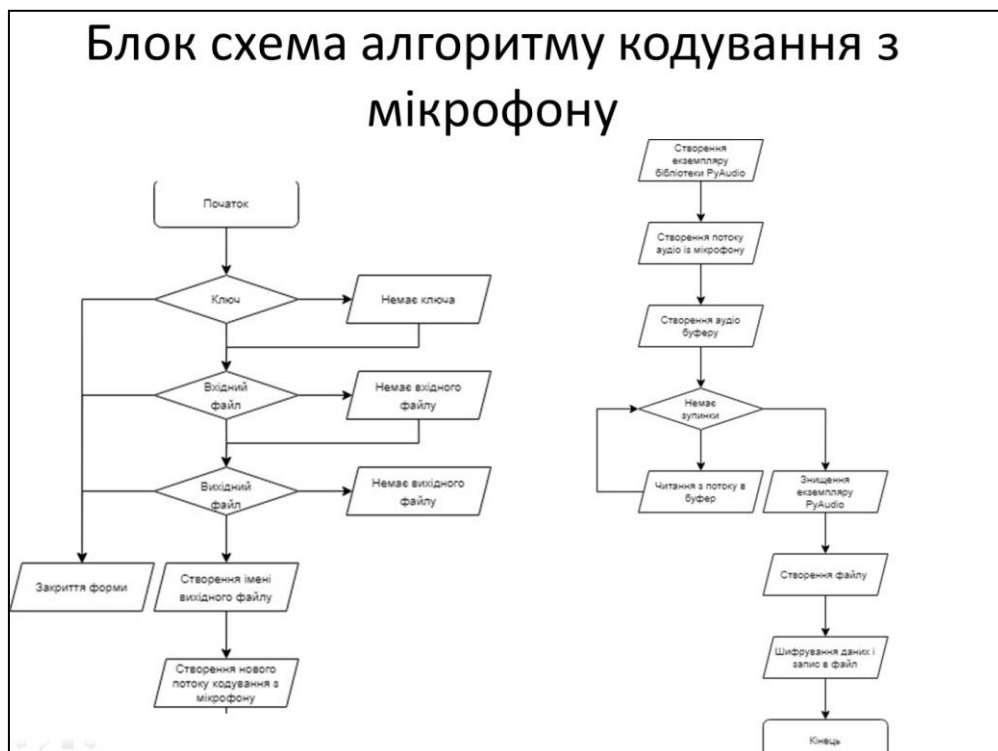 Блок схема алгоритму кодування з
мікрофону
Початок
Ключ
Немає ключа
Вхідний
файл
Немає вхідного
файлу
Вихідний
файл
Немає вихідного
файлу
Закриття форми
Створення імені
вихідного файлу
Створення нового
потоку кодування з
мікрофону
Створення
екземпляру
бібліотеки PyAudio
Створення потоку
аудіо із мікрофону
Створення аудіо
буферу
Немає
зупинки
Читання з потоку в
буфер
Знищення
екземпляру
PyAudio
Створення файлу
Шифрування даних і
запис в файл
Кінець